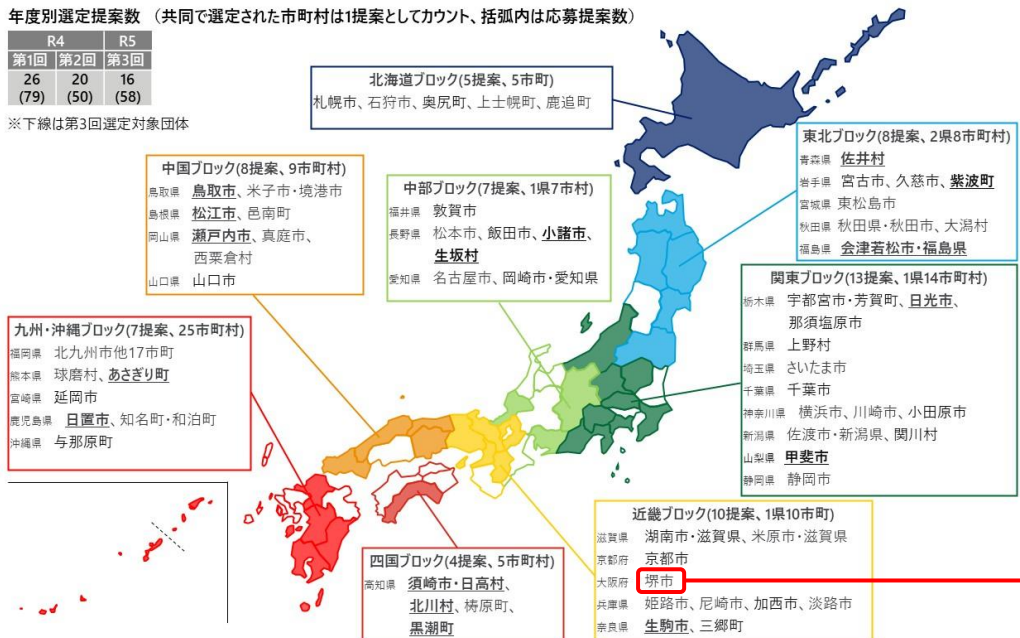 年度別選定提案数 （共同で選定された市町村は1提案としてカウント、括弧内は応募提案数）
R4 R5
第1回 第2回 第3回
26 20 16
(79) (50) (58)
※下線は第3回選定対象団体
北海道ブロック(5提案、5市町)
札幌市、石狩市、奥尻町、上士幌町、鹿追町
東北ブロック(8提案、2県8市町村)
青森県 佐井村
岩手県 宮古市、久慈市、紫波町
宮城県 東松島市
秋田県 秋田県・秋田市、大潟村
福島県 会津若松市・福島県
中国ブロック(8提案、9市町村)
鳥取県 鳥取市、米子市・境港市
島根県 松江市、邑南町
岡山県 瀬戸内市、真庭市、
西粟倉村
山口県 山口市
中部ブロック(7提案、1県7市村)
福井県 敦賀市
長野県 松本市、飯田市、小諸市、
生坂村
愛知県 名古屋市、岡崎市・愛知県
関東ブロック(13提案、1県14市町村)
栃木県 宇都宮市・芳賀町、日光市、
那須塩原市
群馬県 上野村
埼玉県 さいたま市
千葉県 千葉市
神奈川県 横浜市、川崎市、小田原市
新潟県 佐渡市・新潟県、関川村
山梨県 甲斐市
静岡県 静岡市
九州・沖縄ブロック(7提案、25市町村)
福岡県 北九州市他17市町
熊本県 球磨村、あさぎり町
宮崎県 延岡市
鹿児島県 日置市、知名町・和泊町
沖縄県 与那原町
四国ブロック(4提案、5市町村)
高知県 須崎市・日高村、
北川村、梼原町、
黒潮町
近畿ブロック(10提案、1県10市町)
滋賀県 湖南市・滋賀県、米原市・滋賀県
京都府 京都市
大阪府 堺市
兵庫県 姫路市、尼崎市、加西市、淡路市
奈良県 生駒市、三郷町